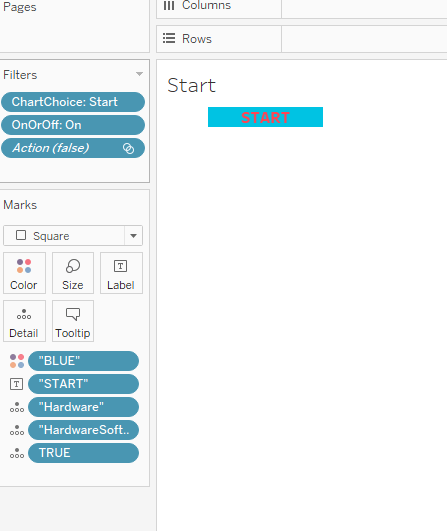 Pages
Columns
Rows
Filters
ChartChoice: Start
OnOrOff: On
Action (false)
Start
START
Marks
Square
Color
Size
Label
Detail
Tooltip
"BLUE"
"START"
"Hardware"
"HardwareSoft..
TRUE